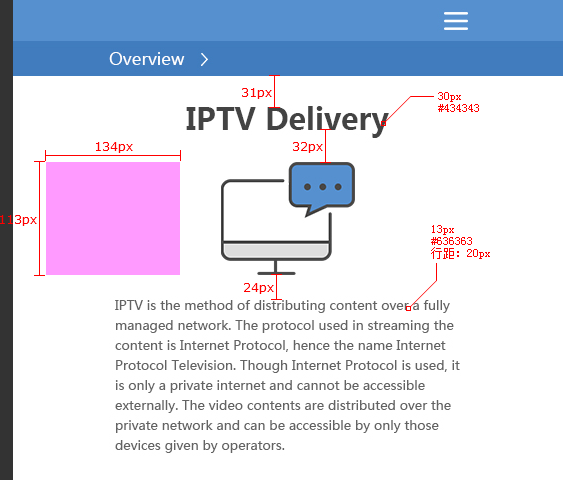 Overview
31px
IPTV Delivery
30px
#434343
134px
32px
113px
13px
#636363
行距：20px
24px
IPTV is the method of distributing content over a fully
managed network. The protocol used in streaming the
content is Internet Protocol, hence the name Internet
Protocol Television. Though Internet Protocol is used, it
is only a private internet and cannot be accessible
externally. The video contents are distributed over the
private network and can be accessible by only those
devices given by operators.